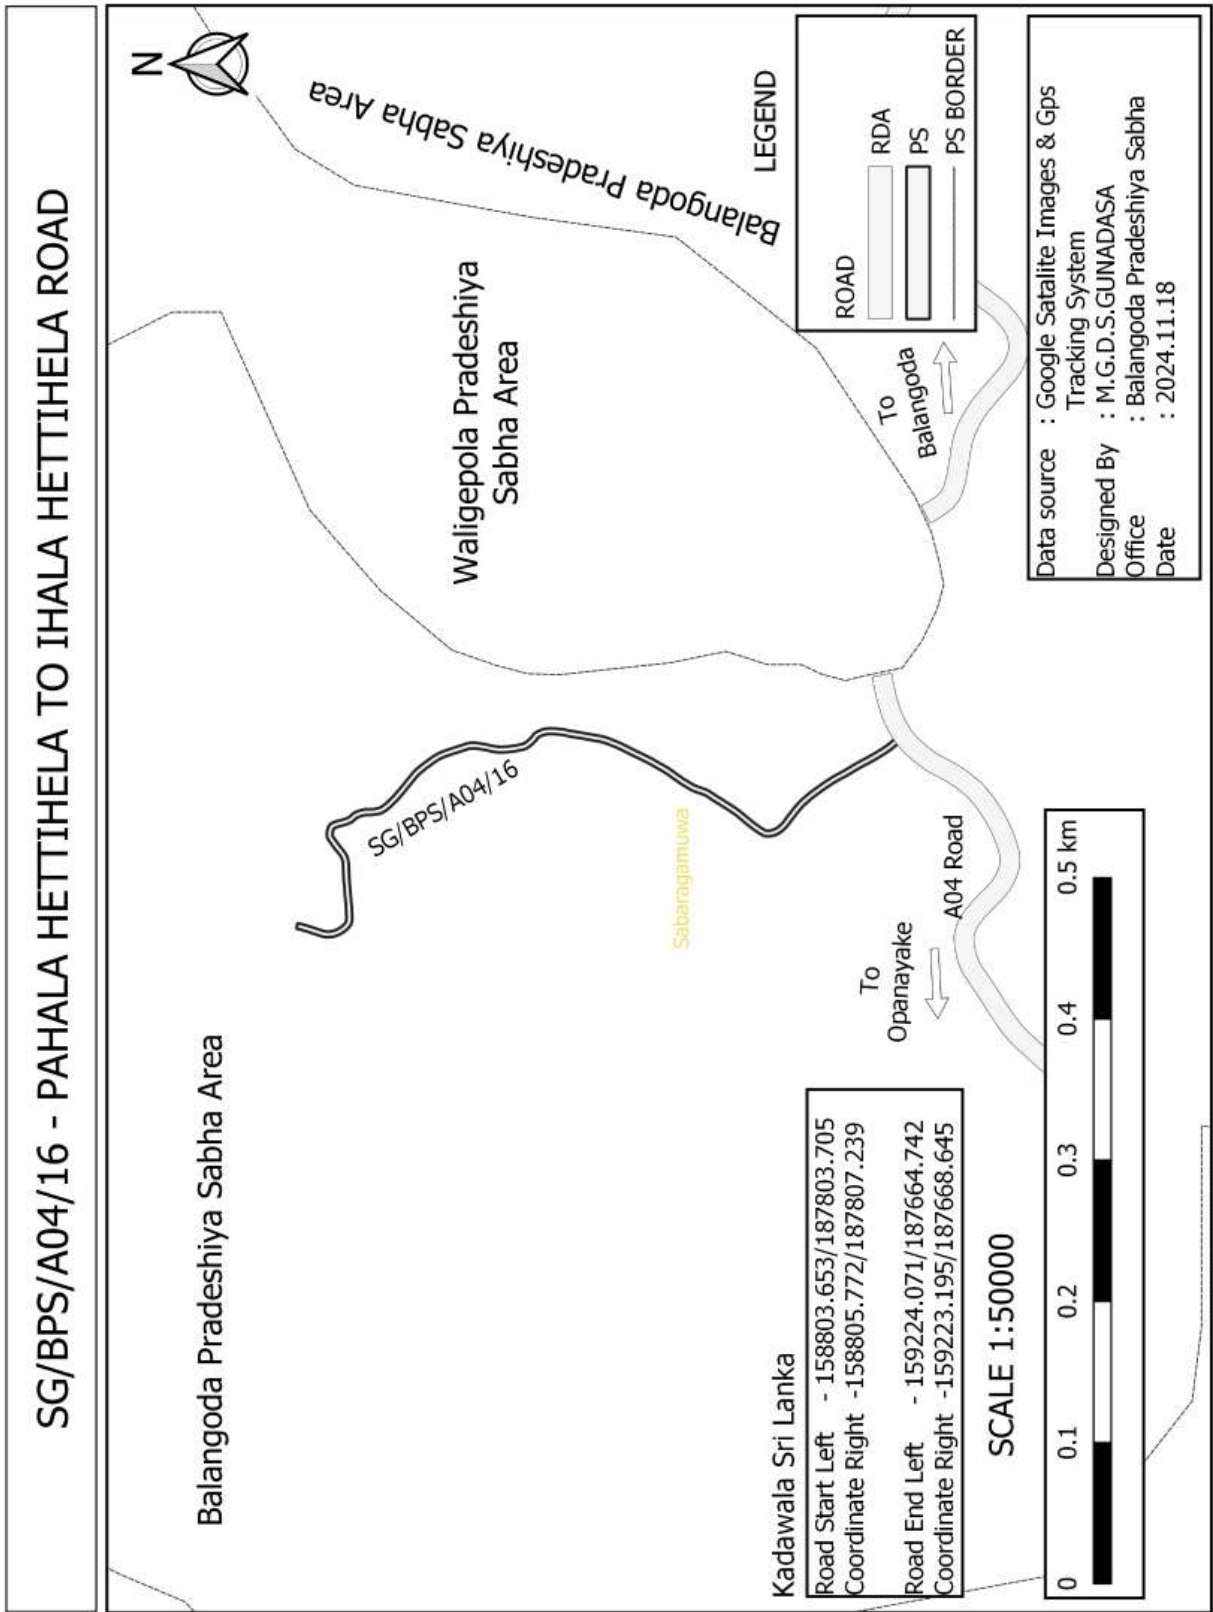 SG/BPS/A04/16 - PAHALA HETTIHELA TO IHALA HETTIHELA ROAD
N
Balangoda Pradeshiya Sabha Area
Balangoda Pradeshiya Sabha Area
Waligepola Pradeshiya
Sabha Area
SG/BPS/A04/16
Sabaragamuwa
To
Opanayake
A04 Road
To
Balangoda
LEGEND
ROAD
RDA
PS
PS BORDER
Kadawala Sri Lanka
Road Start Left - 158803.653/187803.705
Coordinate Right -158805.772/187807.239
Road End Left - 159224.071/187664.742
Coordinate Right -159223.195/187668.645
SCALE 1:50000
0 0.1 0.2 0.3 0.4 0.5 km
Data source : Google Satalite Images & Gps
Tracking System
Designed By : M.G.D.S.GUNADASA
Office : Balangoda Pradeshiya Sabha
Date : 2024.11.18